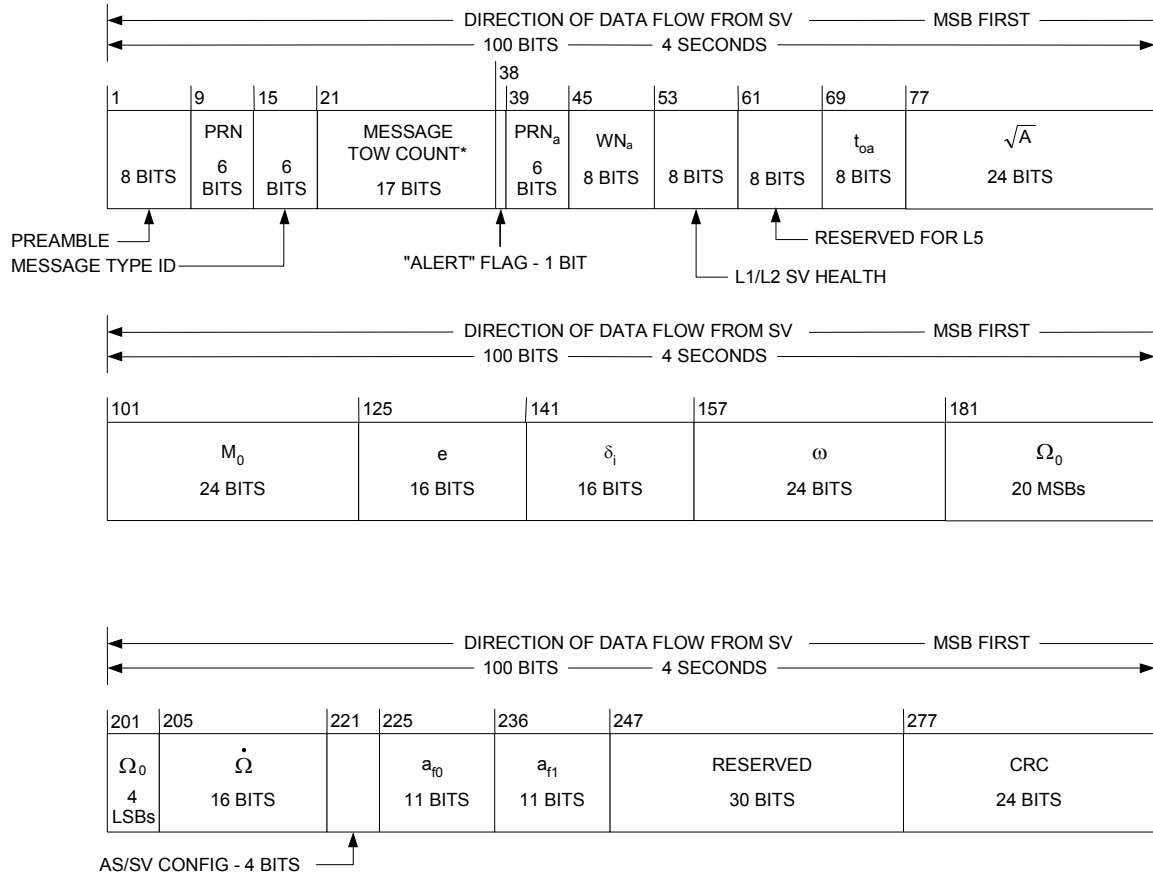 DIRECTION OF DATA FLOW FROM SV MSB FIRST
100 BITS 4 SECONDS
38
1 9 15 21 39 45 53 61 69 77
PRN MESSAGE PRNa WNa toa √A
TOW COUNT*
8 BITS 6 BITS 6 BITS 17 BITS 6 BITS 8 BITS 8 BITS 8 BITS 8 BITS 24 BITS
PREAMBLE RESERVED FOR L5
MESSAGE TYPE ID "ALERT" FLAG - 1 BIT
L1/L2 SV HEALTH
DIRECTION OF DATA FLOW FROM SV MSB FIRST
100 BITS 4 SECONDS
101 125 141 157 181
M0 e δi ω Ω0
24 BITS 16 BITS 16 BITS 24 BITS 20 MSBs
DIRECTION OF DATA FLOW FROM SV MSB FIRST
100 BITS 4 SECONDS
201 205 221 225 236 247 277
Ω0 Ω̇ af0 af1 RESERVED CRC
4 LSBs 16 BITS 11 BITS 11 BITS 30 BITS 24 BITS
AS/SV CONFIG - 4 BITS